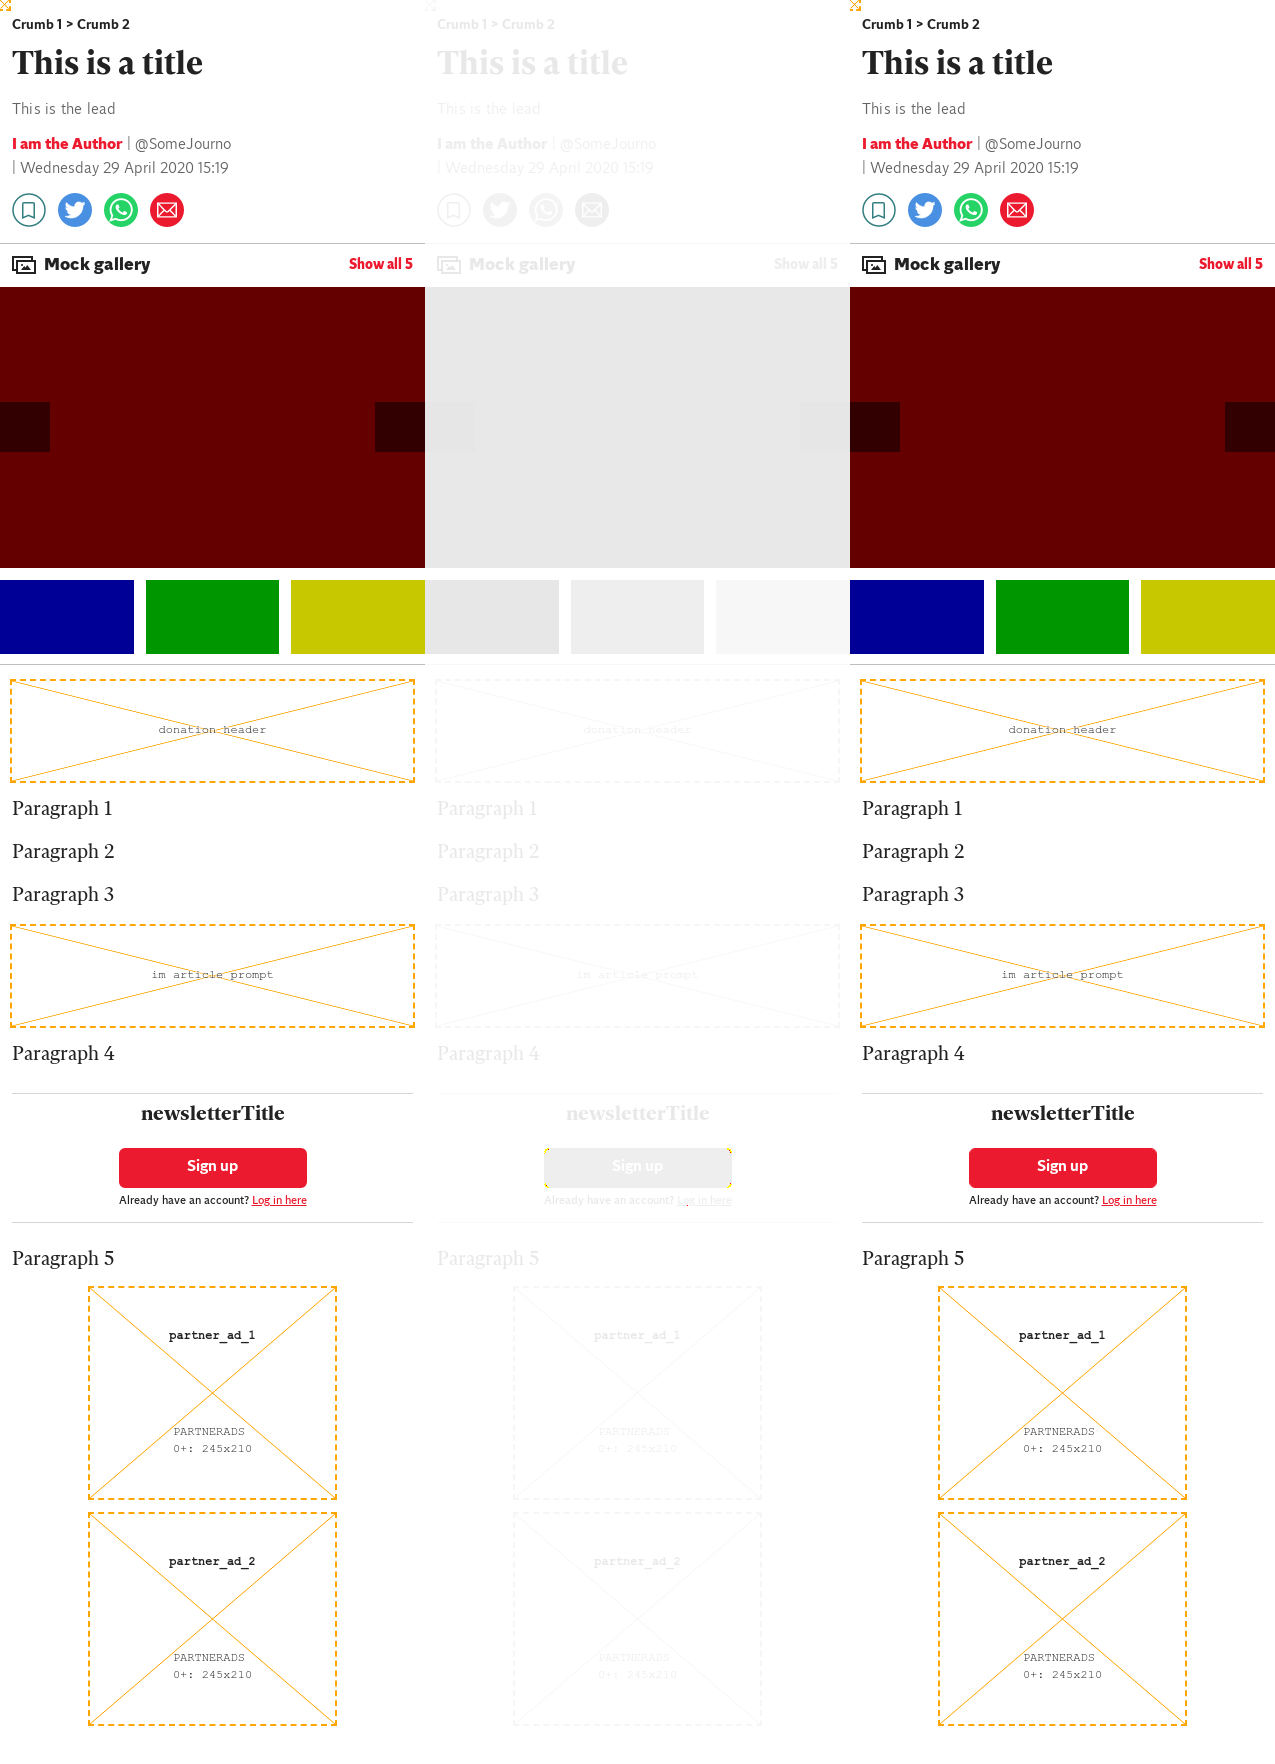 Crumb 1 > Crumb 2
This is a title
This is the lead
I am the Author | @SomeJourno
| Wednesday 29 April 2020 15:19
Mock gallery
Show all 5
donation header
Paragraph 1
Paragraph 2
Paragraph 3
im article prompt
Paragraph 4
newsletterTitle
Sign up
Already have an account? Log in here
Paragraph 5
partner_ad_1
PARTNERADS
0+: 245x210
partner_ad_2
PARTNERADS
0+: 245x210
Crumb 1 > Crumb 2
This is a title
This is the lead
I am the Author | @SomeJourno
| Wednesday 29 April 2020 15:19
Mock gallery
Show all 5
donation header
Paragraph 1
Paragraph 2
Paragraph 3
im article prompt
Paragraph 4
newsletterTitle
Sign up
Already have an account? Log in here
Paragraph 5
partner_ad_1
PARTNERADS
0+: 245x210
partner_ad_2
PARTNERADS
0+: 245x210
Crumb 1 > Crumb 2
This is a title
This is the lead
I am the Author | @SomeJourno
| Wednesday 29 April 2020 15:19
Mock gallery
Show all 5
donation header
Paragraph 1
Paragraph 2
Paragraph 3
im article prompt
Paragraph 4
newsletterTitle
Sign up
Already have an account? Log in here
Paragraph 5
partner_ad_1
PARTNERADS
0+: 245x210
partner_ad_2
PARTNERADS
0+: 245x210